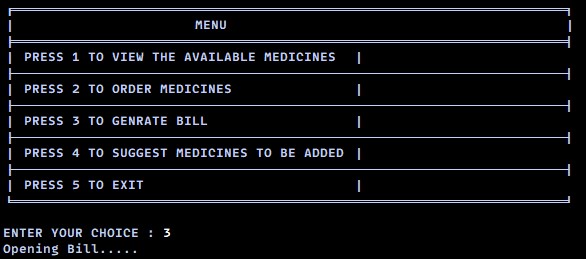 MENU
PRESS 1 TO VIEW THE AVAILABLE MEDICINES
PRESS 2 TO ORDER MEDICINES
PRESS 3 TO GENRATE BILL
PRESS 4 TO SUGGEST MEDICINES TO BE ADDED
PRESS 5 TO EXIT
ENTER YOUR CHOICE : 3
Opening Bill.....